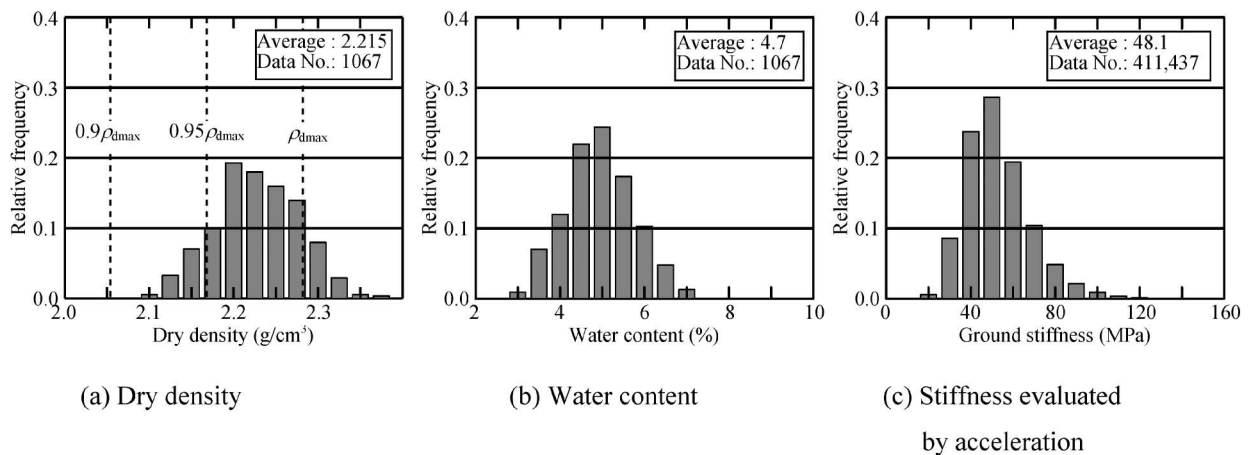 0.4
Average : 2.215
Data No.: 1067
0.3
0.9ρdmax
0.95ρdmax
ρdmax
0.2
0.1
0.0
Relative frequency
2.0
2.1
2.2
2.3
Dry density (g/cm³)
(a) Dry density
0.4
Average : 4.7
Data No.: 1067
0.3
0.2
0.1
0.0
Relative frequency
2
4
6
8
10
Water content (%)
(b) Water content
0.4
Average : 48.1
Data No.: 411,437
0.3
0.2
0.1
0.0
Relative frequency
0
40
80
120
160
Ground stiffness (MPa)
(c) Stiffness evaluated
by acceleration